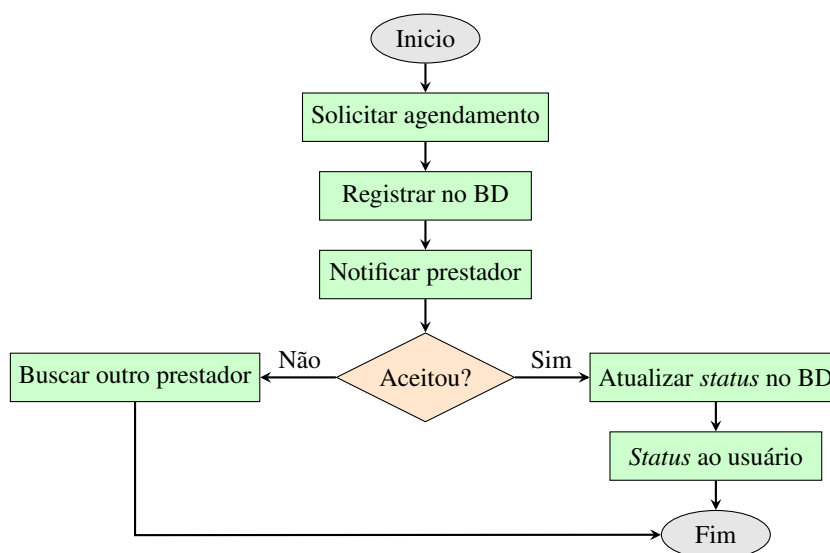 Inicio
Solicitar agendamento
Registrar no BD
Notificar prestador
Não
Sim
Buscar outro prestador
Aceitou?
Atualizar status no BD
Status ao usuário
Fim